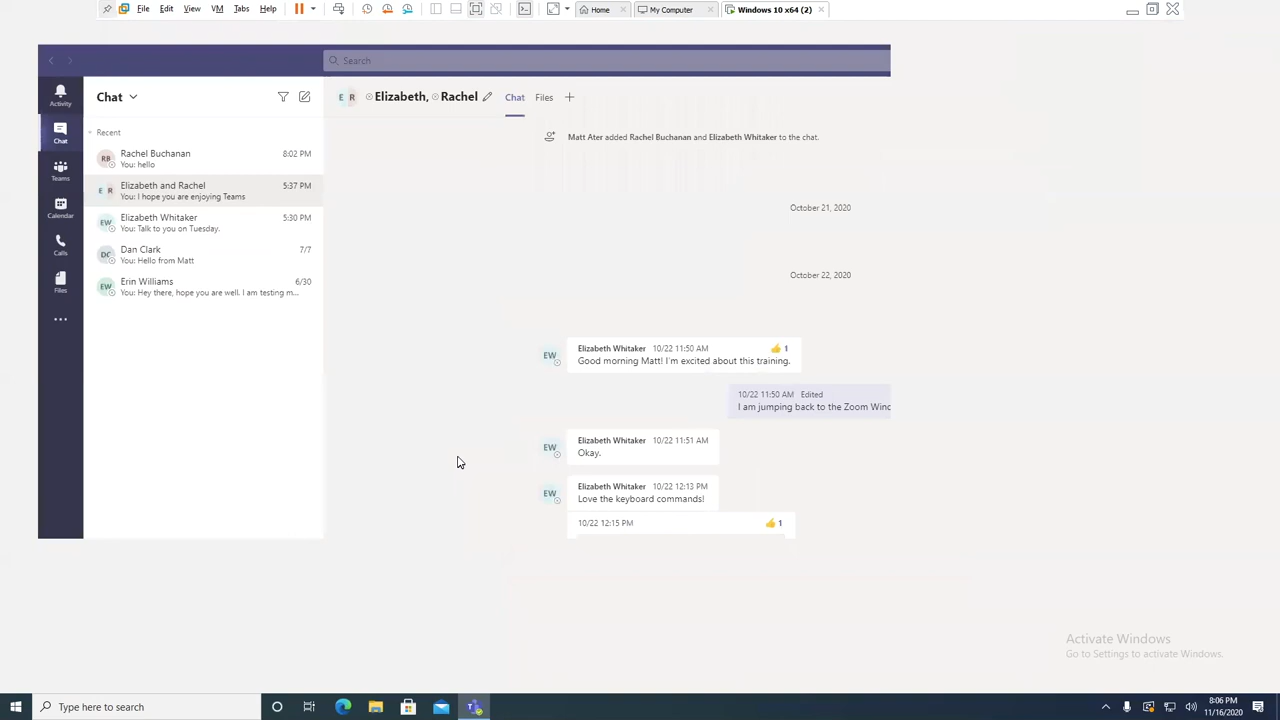 File Edit View VM Tabs Help
Home
My Computer
Windows 10 x64 (2)
Search
Activity
Chat
Teams
Calendar
Calls
Files
Chat
Recent
RB
Rachel Buchanan 8:02 PM
You: hello
E R
Elizabeth and Rachel 5:37 PM
You: I hope you are enjoying Teams
EW
Elizabeth Whitaker 5:30 PM
You: Talk to you on Tuesday.
DC
Dan Clark 7/7
You: Hello from Matt
EW
Erin Williams 6/30
You: Hey there, hope you are well. I am testing m...
E R Elizabeth, Rachel Chat Files
Matt Ater added Rachel Buchanan and Elizabeth Whitaker to the chat.
October 21, 2020
October 22, 2020
EW
Elizabeth Whitaker 10/22 11:50 AM 1
Good morning Matt! I'm excited about this training.
10/22 11:50 AM Edited
I am jumping back to the Zoom Winc
EW
Elizabeth Whitaker 10/22 11:51 AM
Okay.
EW
Elizabeth Whitaker 10/22 12:13 PM
Love the keyboard commands!
10/22 12:15 PM 1
Activate Windows
Go to Settings to activate Windows.
Type here to search
8:06 PM
11/16/2020